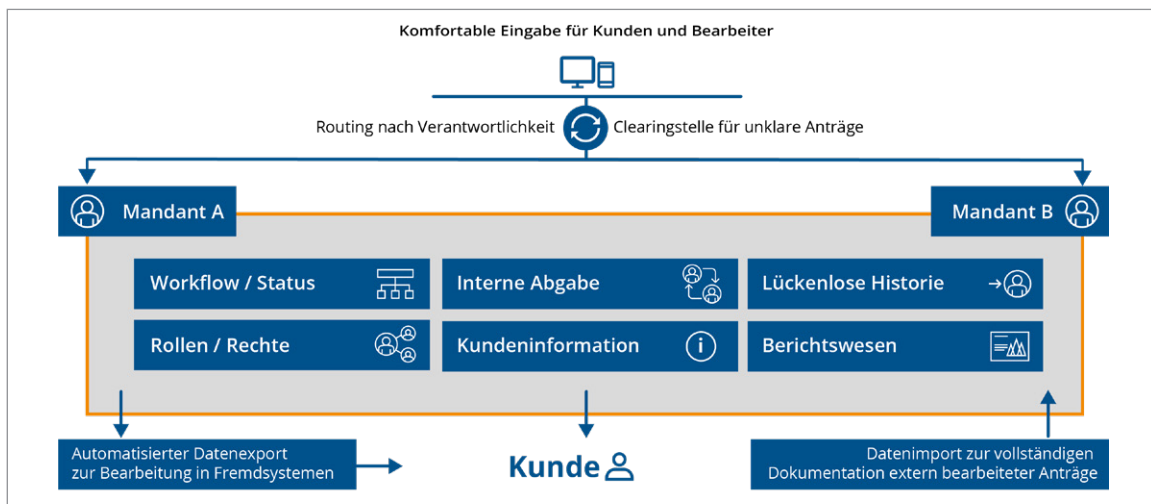 Komfortable Eingabe für Kunden und Bearbeiter
Routing nach Verantwortlichkeit
Clearingstelle für unklare Anträge
Mandant A
Mandant B
Workflow / Status
Interne Abgabe
Lückenlose Historie
Rollen / Rechte
Kundeninformation
i
Berichtswesen
Automatisierter Datenexport
zur Bearbeitung in Fremdsystemen
Kunde
Datenimport zur vollständigen
Dokumentation extern bearbeiteter Anträge